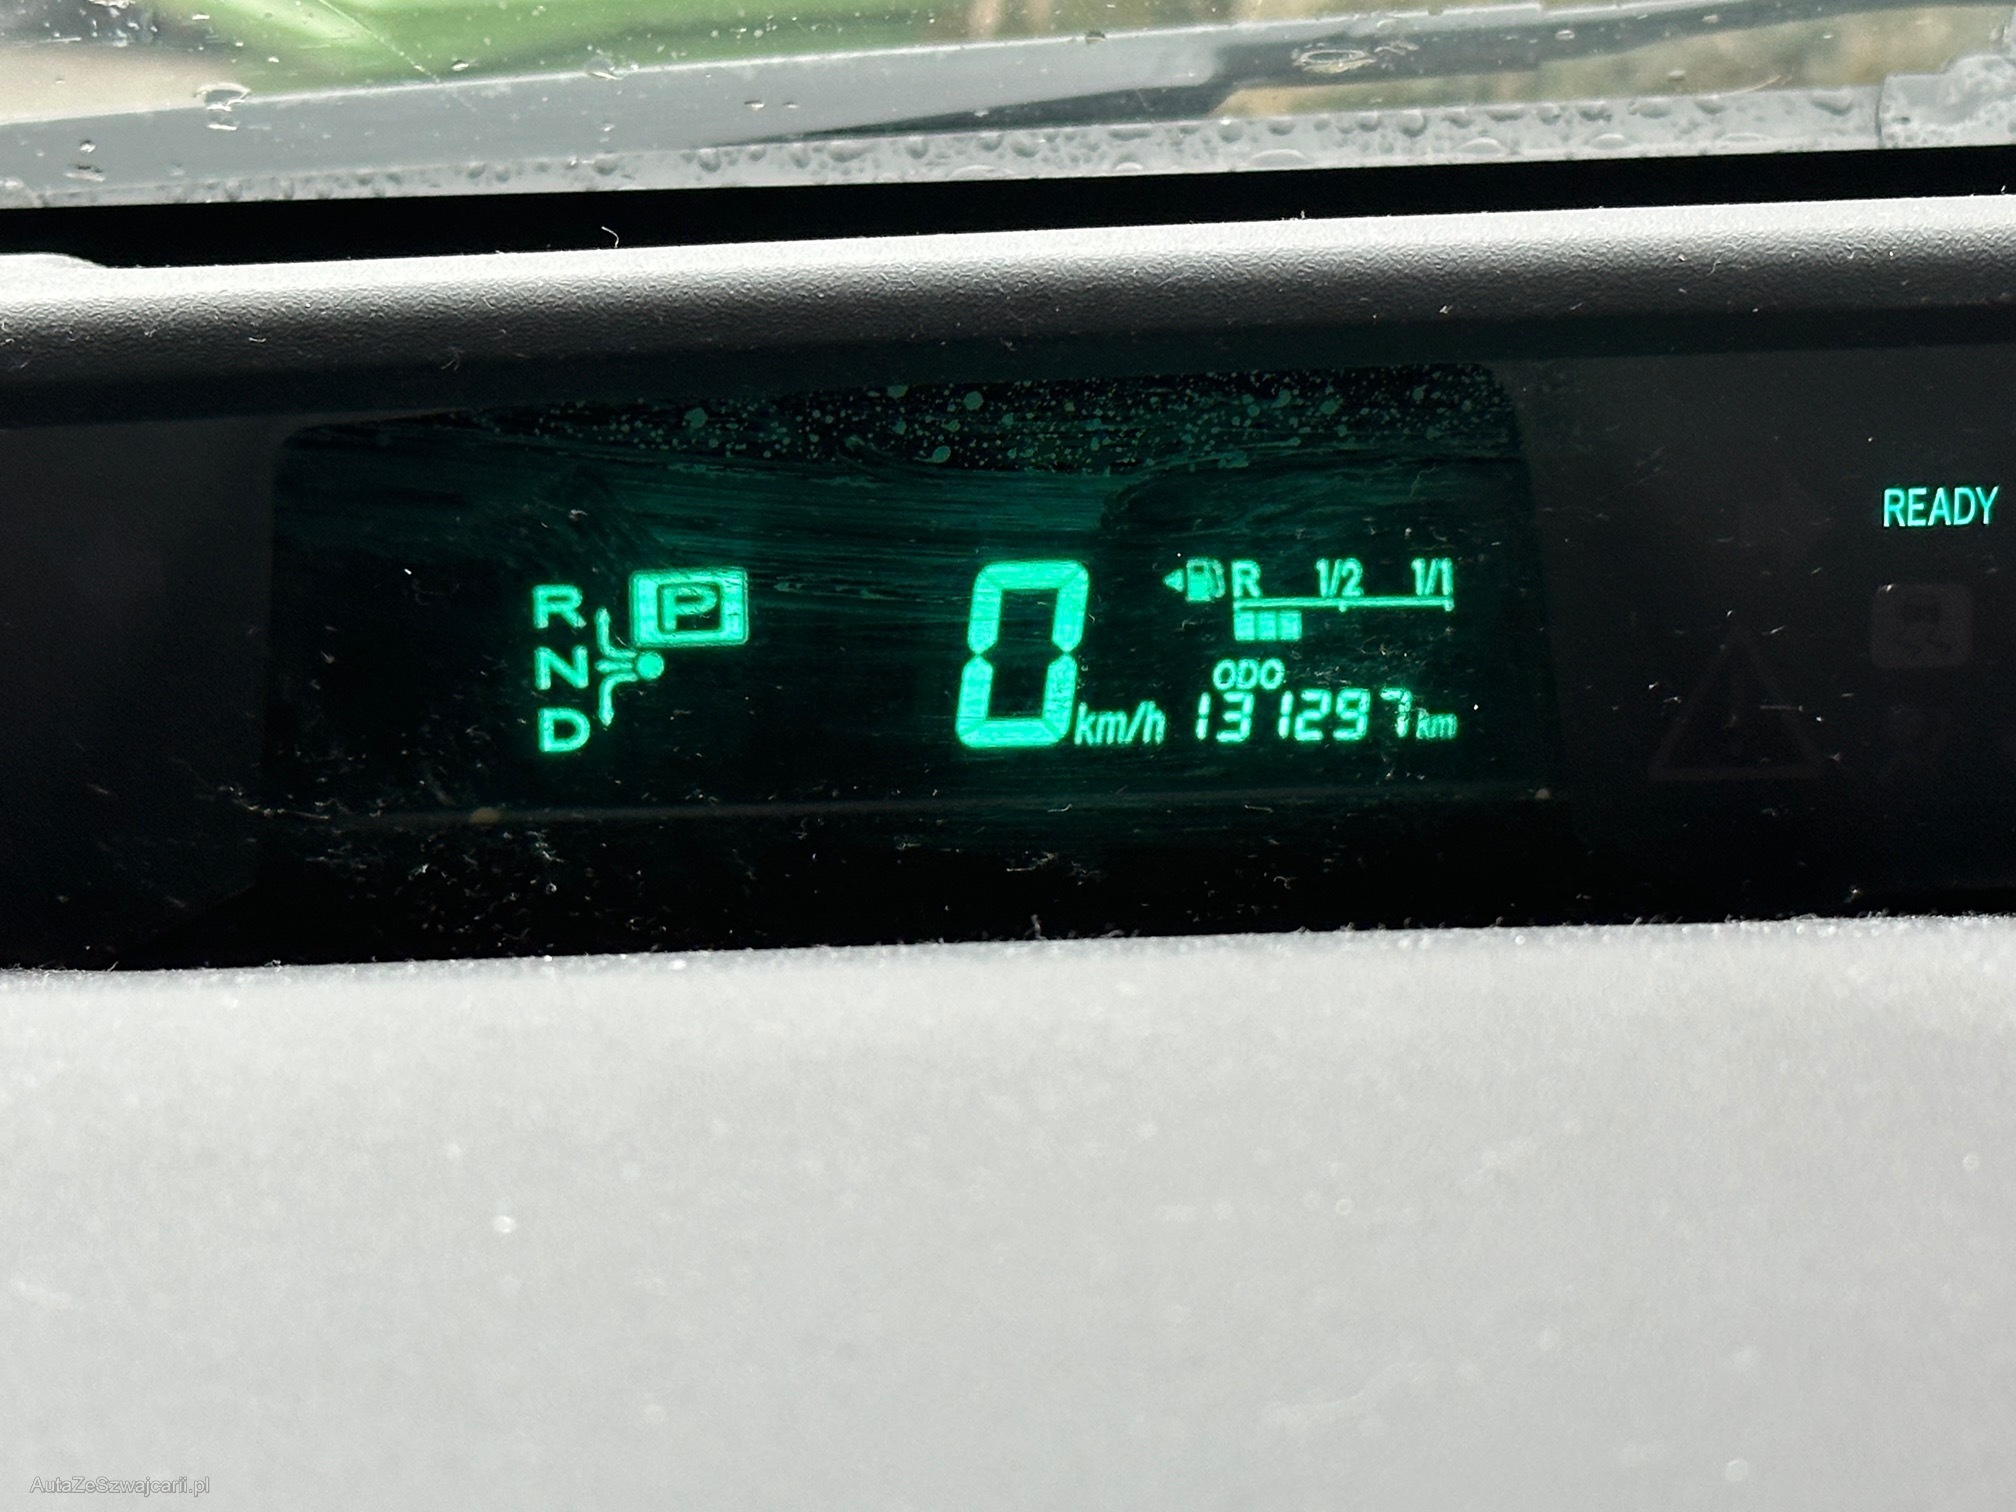 READY
R P
N
D
0 km/h
R 1/2 1/1
ODO
131297 km
AutaZeSzwajcarii.pl